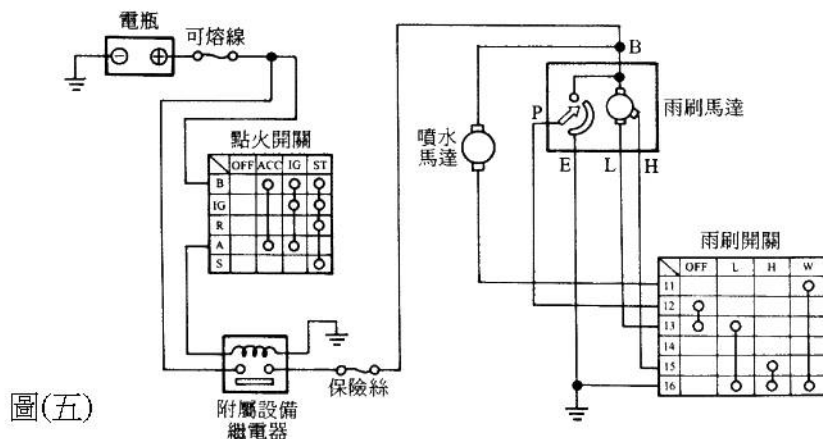 電瓶
可熔線
點火開關
OFF ACC IG ST
B
IG
R
A
S
附屬設備
繼電器
保險絲
圖(五)
B
雨刷馬達
P
噴水
馬達
E L H
雨刷開關
OFF L H W
11
12
13
14
15
16